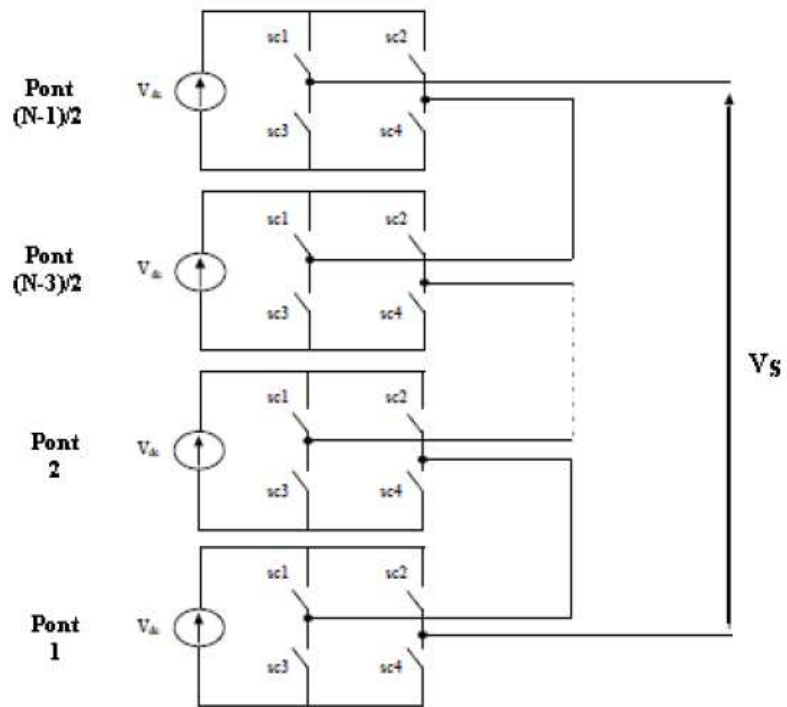 sc1 sc2
Pont
(N-1)/2
Vdc
sc3 sc4
sc1 sc2
Pont
(N-3)/2
Vdc
sc3 sc4
VS
sc1 sc2
Pont
2
Vdc
sc3 sc4
sc1 sc2
Pont
1
Vdc
sc3 sc4